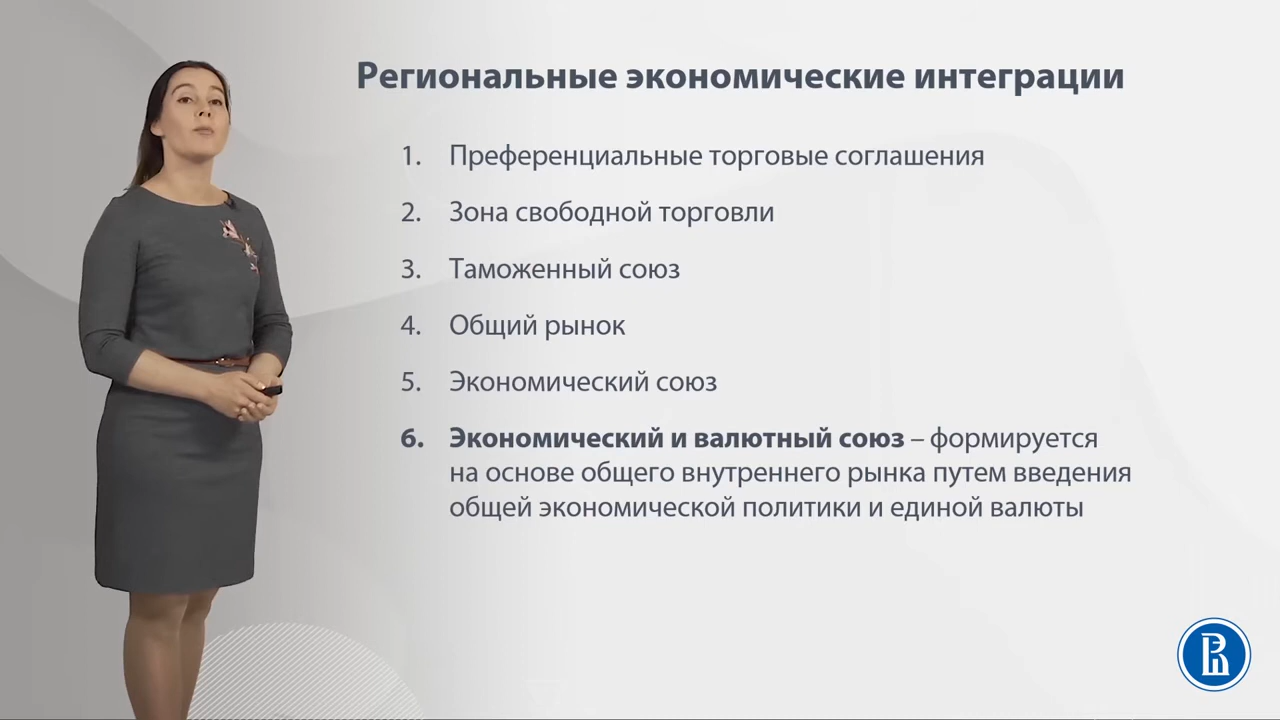 Региональные экономические интеграции
1. Преференциальные торговые соглашения
2. Зона свободной торговли
3. Таможенный союз
4. Общий рынок
5. Экономический союз
6. Экономический и валютный союз – формируется
на основе общего внутреннего рынка путем введения
общей экономической политики и единой валюты